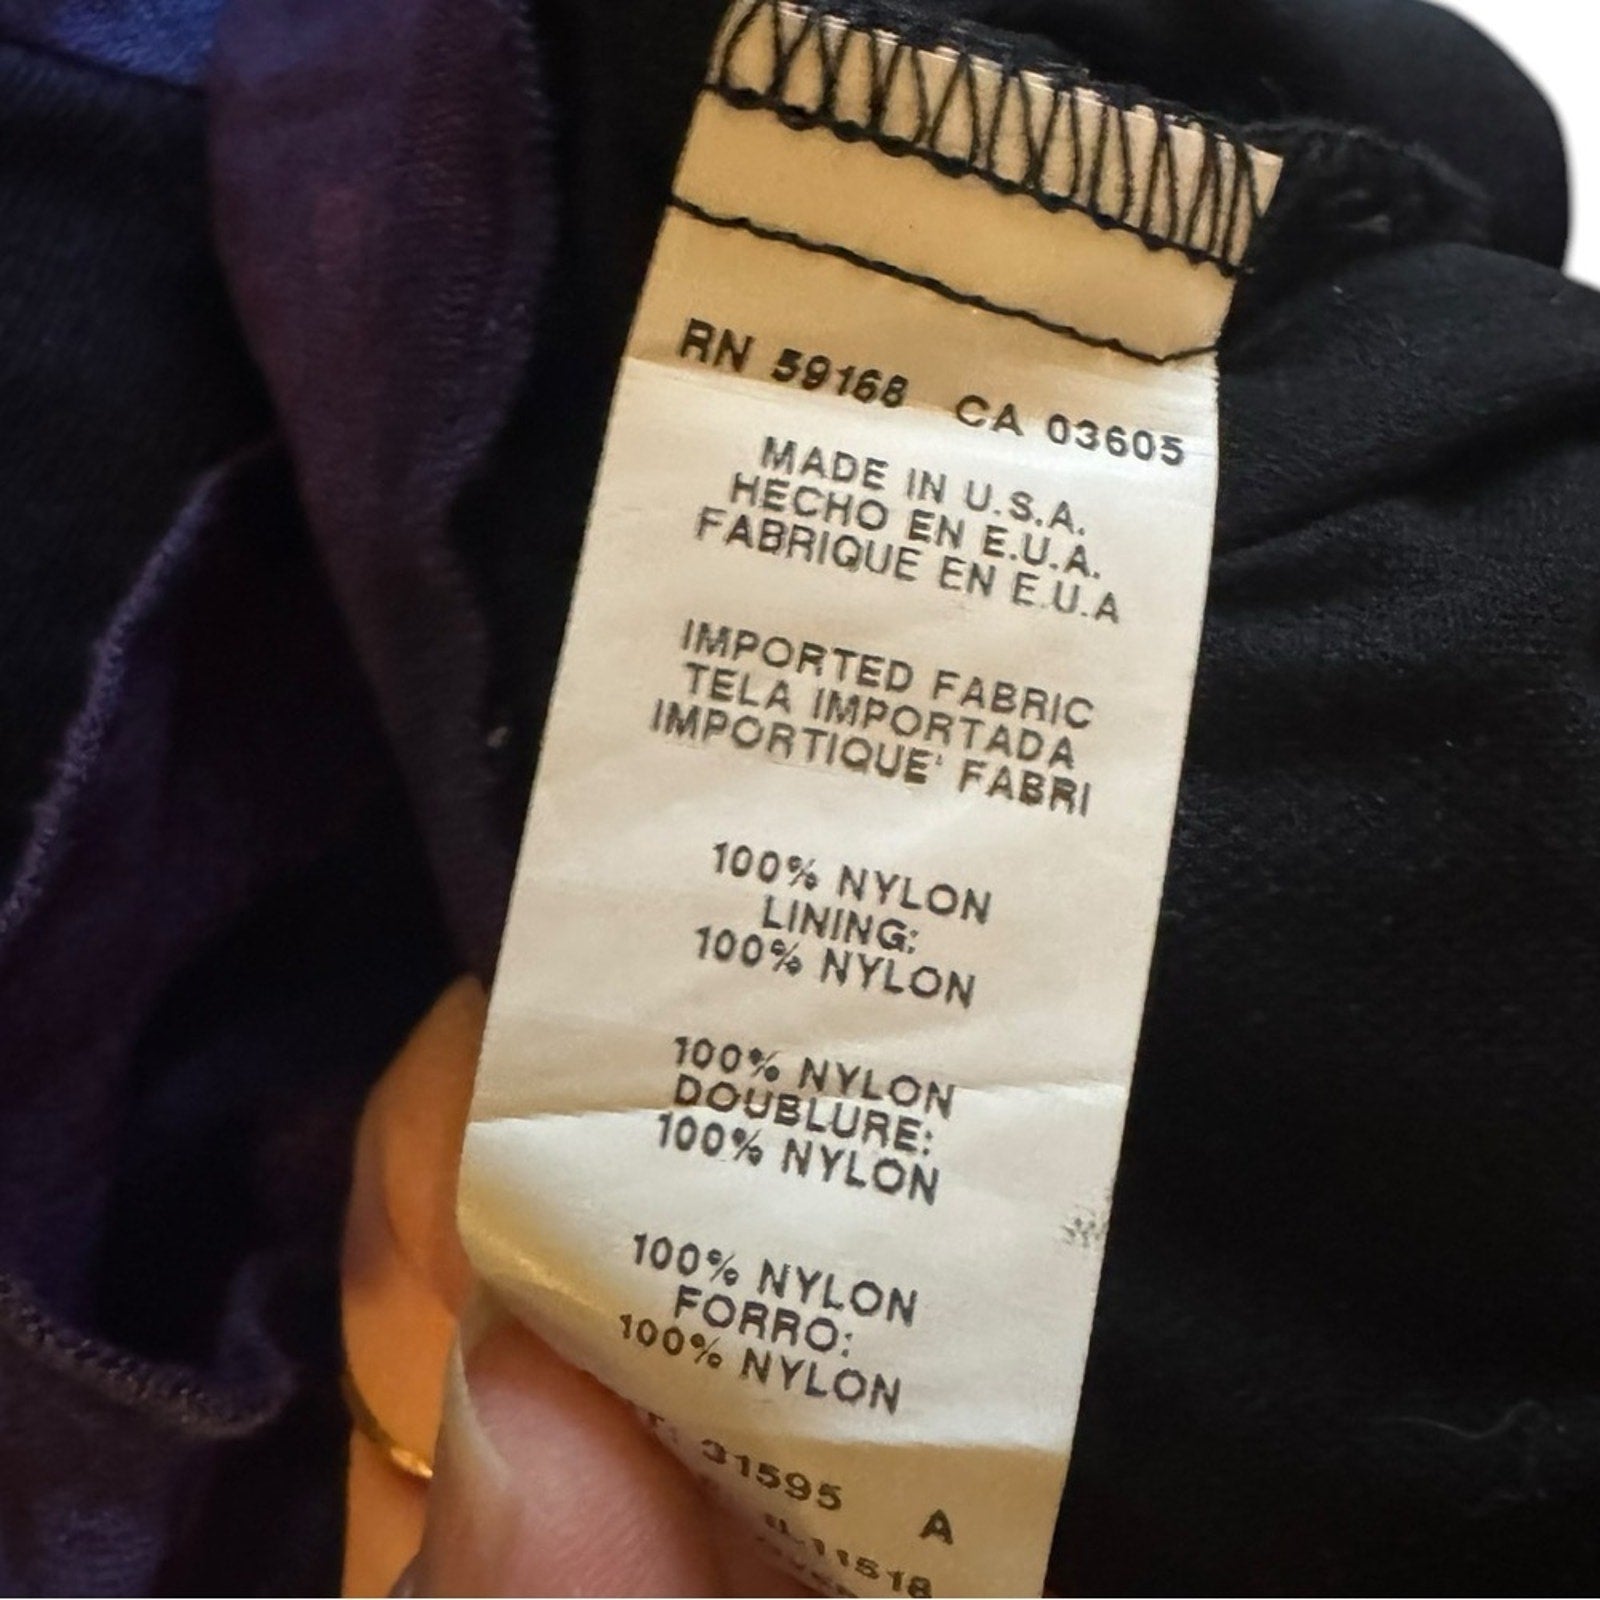 RN 59168 CA 03605
MADE IN U.S.A.
HECHO EN E.U.A.
FABRIQUE EN E.U.A
IMPORTED FABRIC
TELA IMPORTADA
IMPORTIQUE' FABRI
100% NYLON
LINING:
100% NYLON
100% NYLON
DOUBLURE:
100% NYLON
100% NYLON
FORRO:
100% NYLON
31595 A
11518